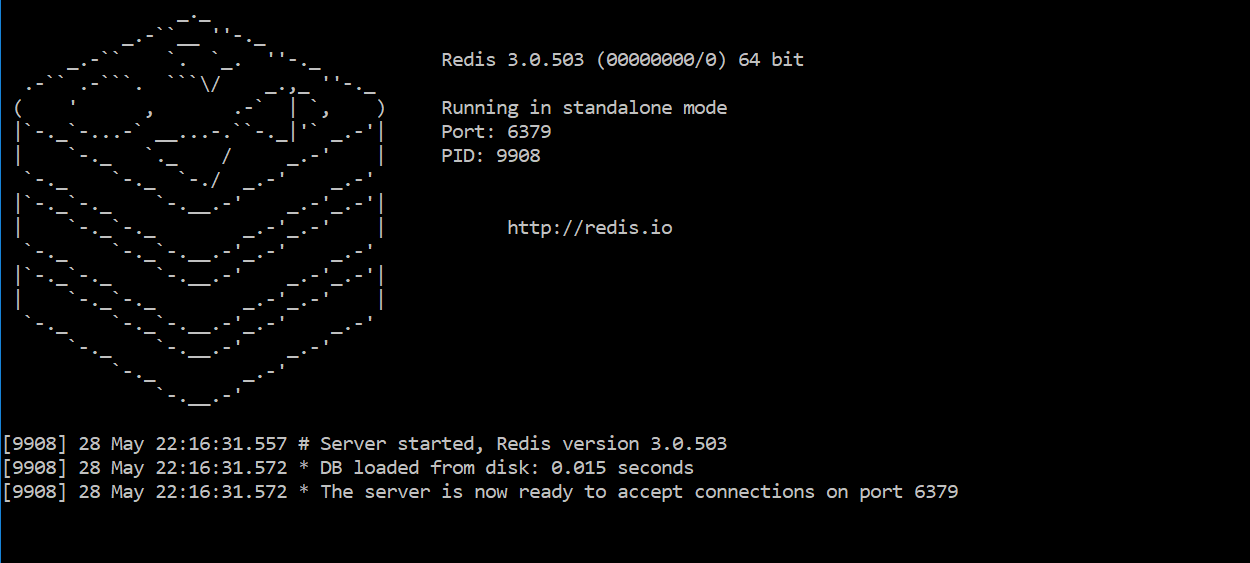 Redis 3.0.503 (00000000/0) 64 bit
Running in standalone mode
Port: 6379
PID: 9908
http://redis.io
[9908] 28 May 22:16:31.557 # Server started, Redis version 3.0.503
[9908] 28 May 22:16:31.572 * DB loaded from disk: 0.015 seconds
[9908] 28 May 22:16:31.572 * The server is now ready to accept connections on port 6379